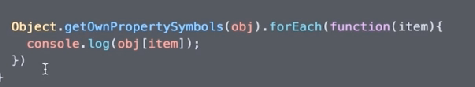 Object.getOwnPropertySymbols(obj).forEach(function(item){
  console.log(obj[item]);
})